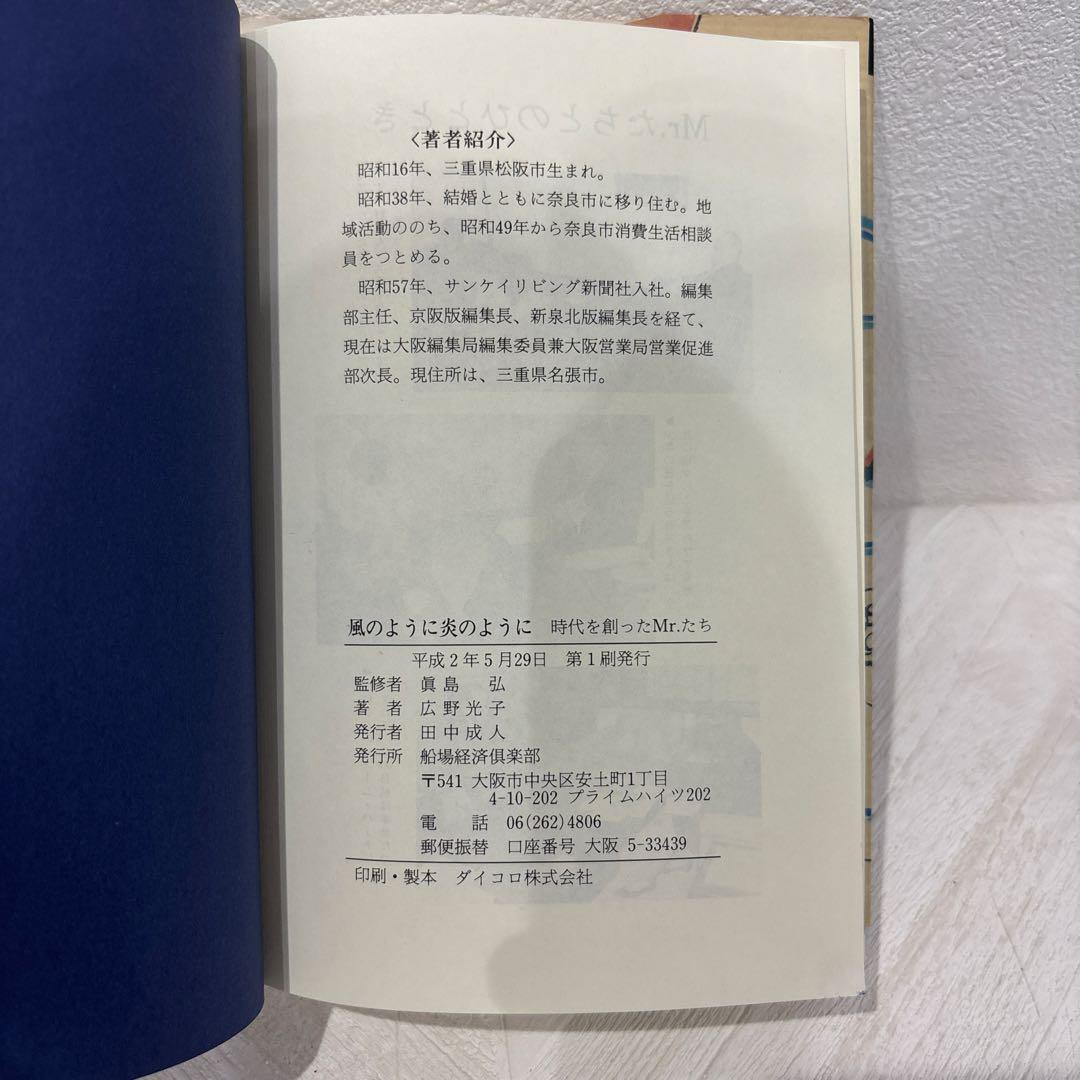 〈著者紹介〉
昭和16年、三重県松阪市生まれ。
昭和38年、結婚とともに奈良市に移り住む。地
域活動ののち、昭和49年から奈良市消費生活相談
員をつとめる。
昭和57年、サンケイリビング新聞社入社。編集
部主任、京阪版編集長、新泉北版編集長を経て、
現在は大阪編集局編集委員兼大阪営業局営業促進
部次長。現住所は、三重県名張市。
風のように炎のように 時代を創ったMr.たち
平成2年5月29日 第1刷発行
監修者 眞島 弘
著者 広野光子
発行者 田中成人
発行所 船場経済倶楽部
〒541 大阪市中央区安土町1丁目
4-10-202 プライムハイツ202
電話 06(262)4806
郵便振替 口座番号 大阪 5-33439
印刷・製本 ダイコロ株式会社
Mr.たちとのひととき